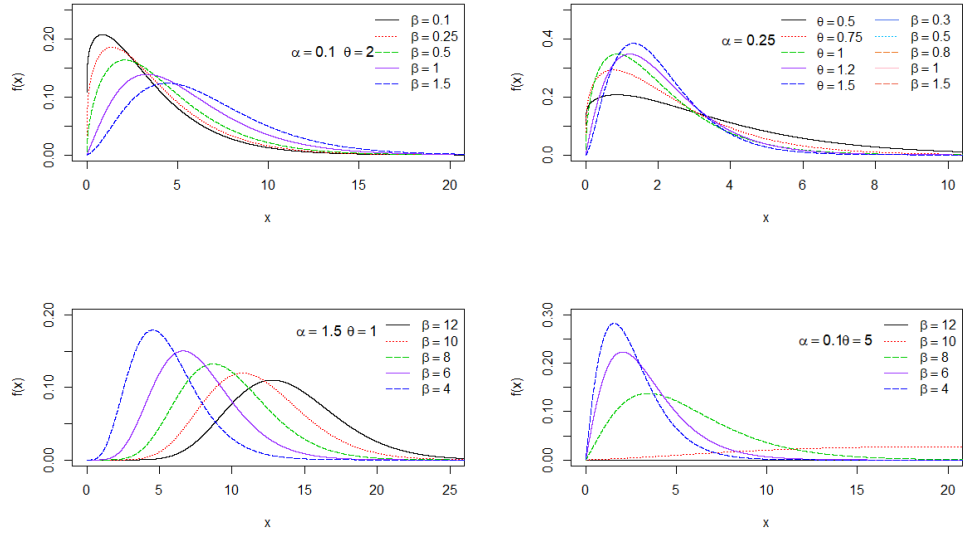 β = 0.1
β = 0.25
β = 0.5
β = 1
β = 1.5
α = 0.1 θ = 2
f(x)
0.00 0.10 0.20
0 5 10 15 20
x
θ = 0.5 β = 0.3
θ = 0.75 β = 0.5
θ = 1 β = 0.8
θ = 1.2 β = 1
θ = 1.5 β = 1.5
α = 0.25
f(x)
0.0 0.2 0.4
0 2 4 6 8 10
x
β = 12
β = 10
β = 8
β = 6
β = 4
α = 1.5 θ = 1
f(x)
0.00 0.10 0.20
0 5 10 15 20 25
x
β = 12
β = 10
β = 8
β = 6
β = 4
α = 0.1θ = 5
f(x)
0.00 0.10 0.20 0.30
0 5 10 15 20
x